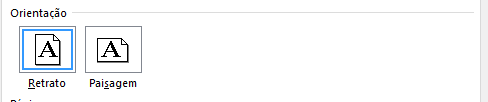 Orientação
A A
Retrato Paisagem